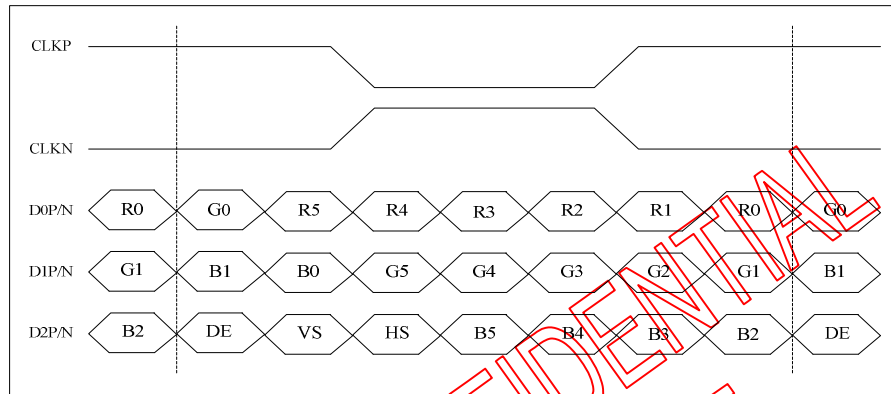 CLKP
CLKN
D0P/N R0 G0 R5 R4 R3 R2 R1 R0 G0
D1P/N G1 B1 B0 G5 G4 G3 G2 G1 B1
D2P/N B2 DE VS HS B5 B4 B3 B2 DE
FIDENTIAL